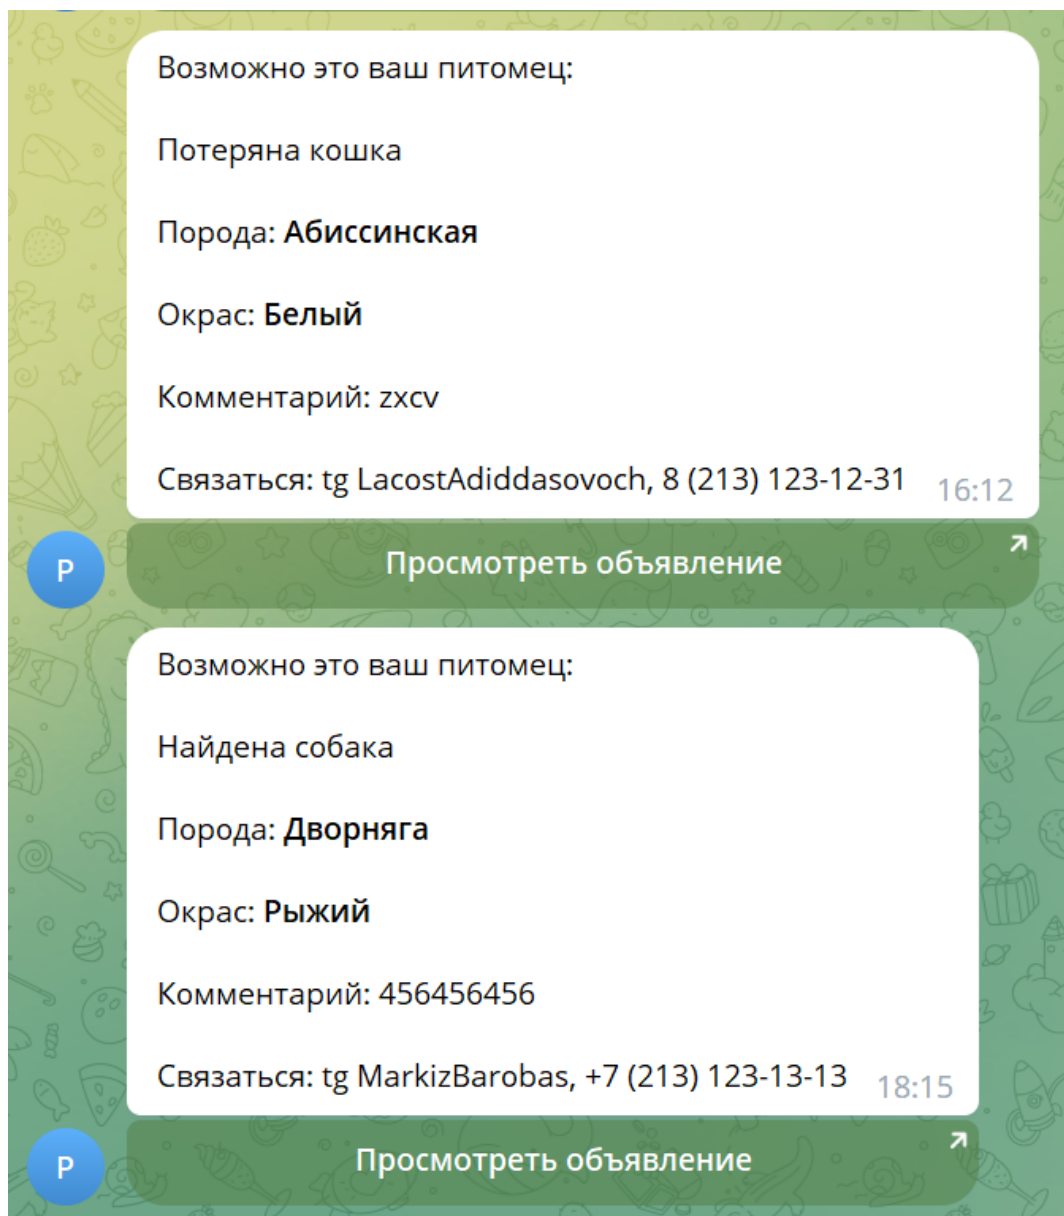 Возможно это ваш питомец:
Потеряна кошка
Порода: Абиссинская
Окрас: Белый
Комментарий: zxcv
Связаться: tg LacostAdiddasovoch, 8 (213) 123-12-31
16:12
Р
Просмотреть объявление
Возможно это ваш питомец:
Найдена собака
Порода: Дворняга
Окрас: Рыжий
Комментарий: 456456456
Связаться: tg MarkizBarobas, +7 (213) 123-13-13
18:15
Р
Просмотреть объявление